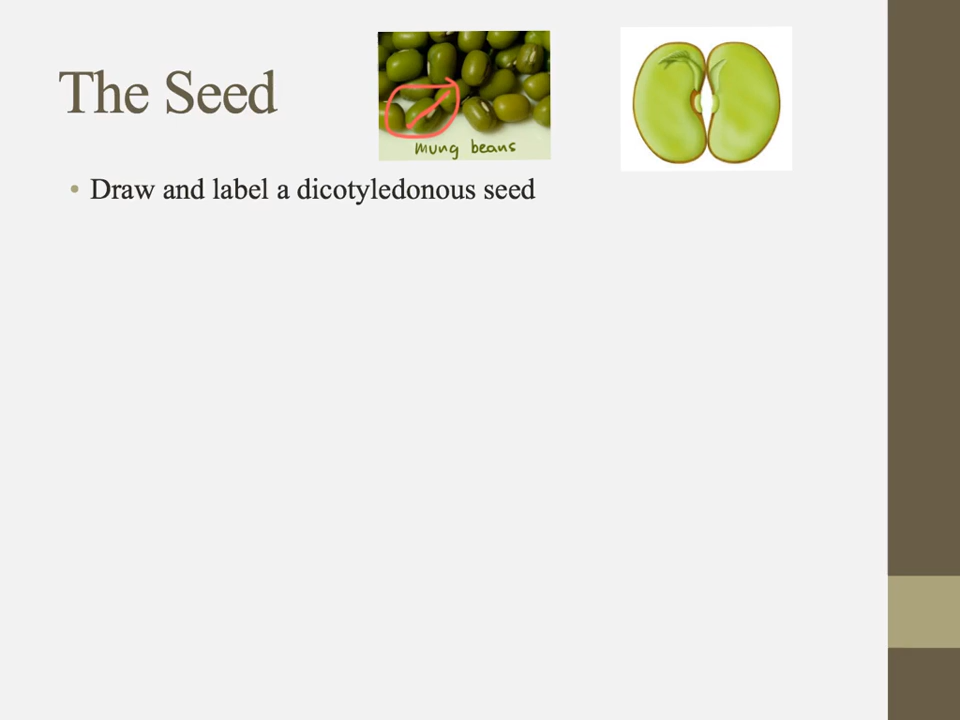 The Seed
mung beans
• Draw and label a dicotyledonous seed